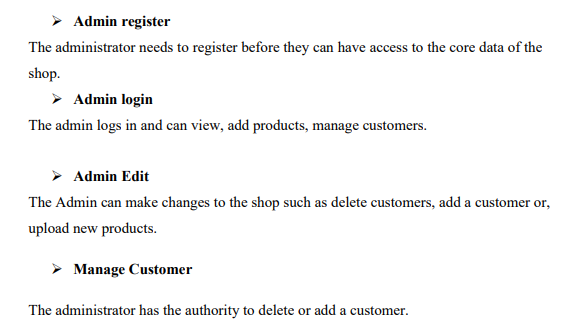 ➢ Admin register
The administrator needs to register before they can have access to the core data of the
shop.
➢ Admin login
The admin logs in and can view, add products, manage customers.
➢ Admin Edit
The Admin can make changes to the shop such as delete customers, add a customer or,
upload new products.
➢ Manage Customer
The administrator has the authority to delete or add a customer.